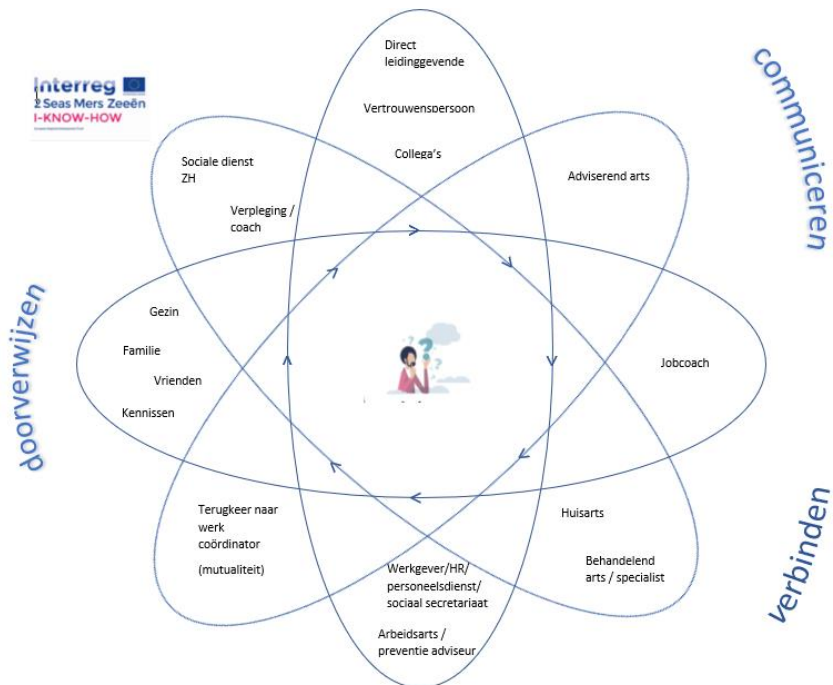 Interreg
2 Seas Mers Zeeën
I-KNOW-HOW
communiceren
Direct
leidinggevende
Vertrouwenspersoon
Collega's
Sociale dienst
ZH
Verpleging /
coach
Adviserend arts
doorverwijzen
Gezin
Familie
Vrienden
Kennissen
Jobcoach
Terugkeer naar
werk
coördinator
(mutualiteit)
Werkgever/HR/
personeelsdienst/
sociaal secretariaat
Arbeidsarts /
preventie adviseur
Huisarts
Behandelend
arts / specialist
verbinden